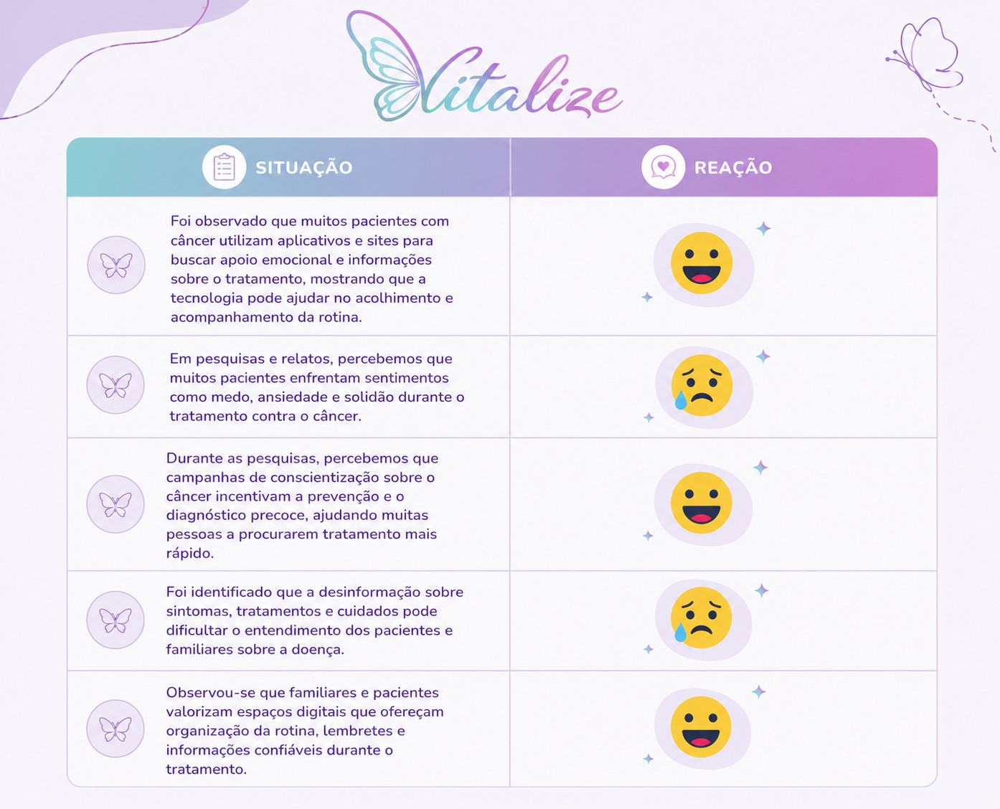 Vitalize
SITUAÇÃO
REAÇÃO
Foi observado que muitos pacientes com
câncer utilizam aplicativos e sites para
buscar apoio emocional e informações
sobre o tratamento, mostrando que a
tecnologia pode ajudar no acolhimento e
acompanhamento da rotina.
Em pesquisas e relatos, percebemos que
muitos pacientes enfrentam sentimentos
como medo, ansiedade e solidão durante o
tratamento contra o câncer.
Durante as pesquisas, percebemos que
campanhas de conscientização sobre o
câncer incentivam a prevenção e o
diagnóstico precoce, ajudando muitas
pessoas a procurarem tratamento mais
rápido.
Foi identificado que a desinformação sobre
sintomas, tratamentos e cuidados pode
dificultar o entendimento dos pacientes e
familiares sobre a doença.
Observou-se que familiares e pacientes
valorizam espaços digitais que ofereçam
organização da rotina, lembretes e
informações confiáveis durante o
tratamento.